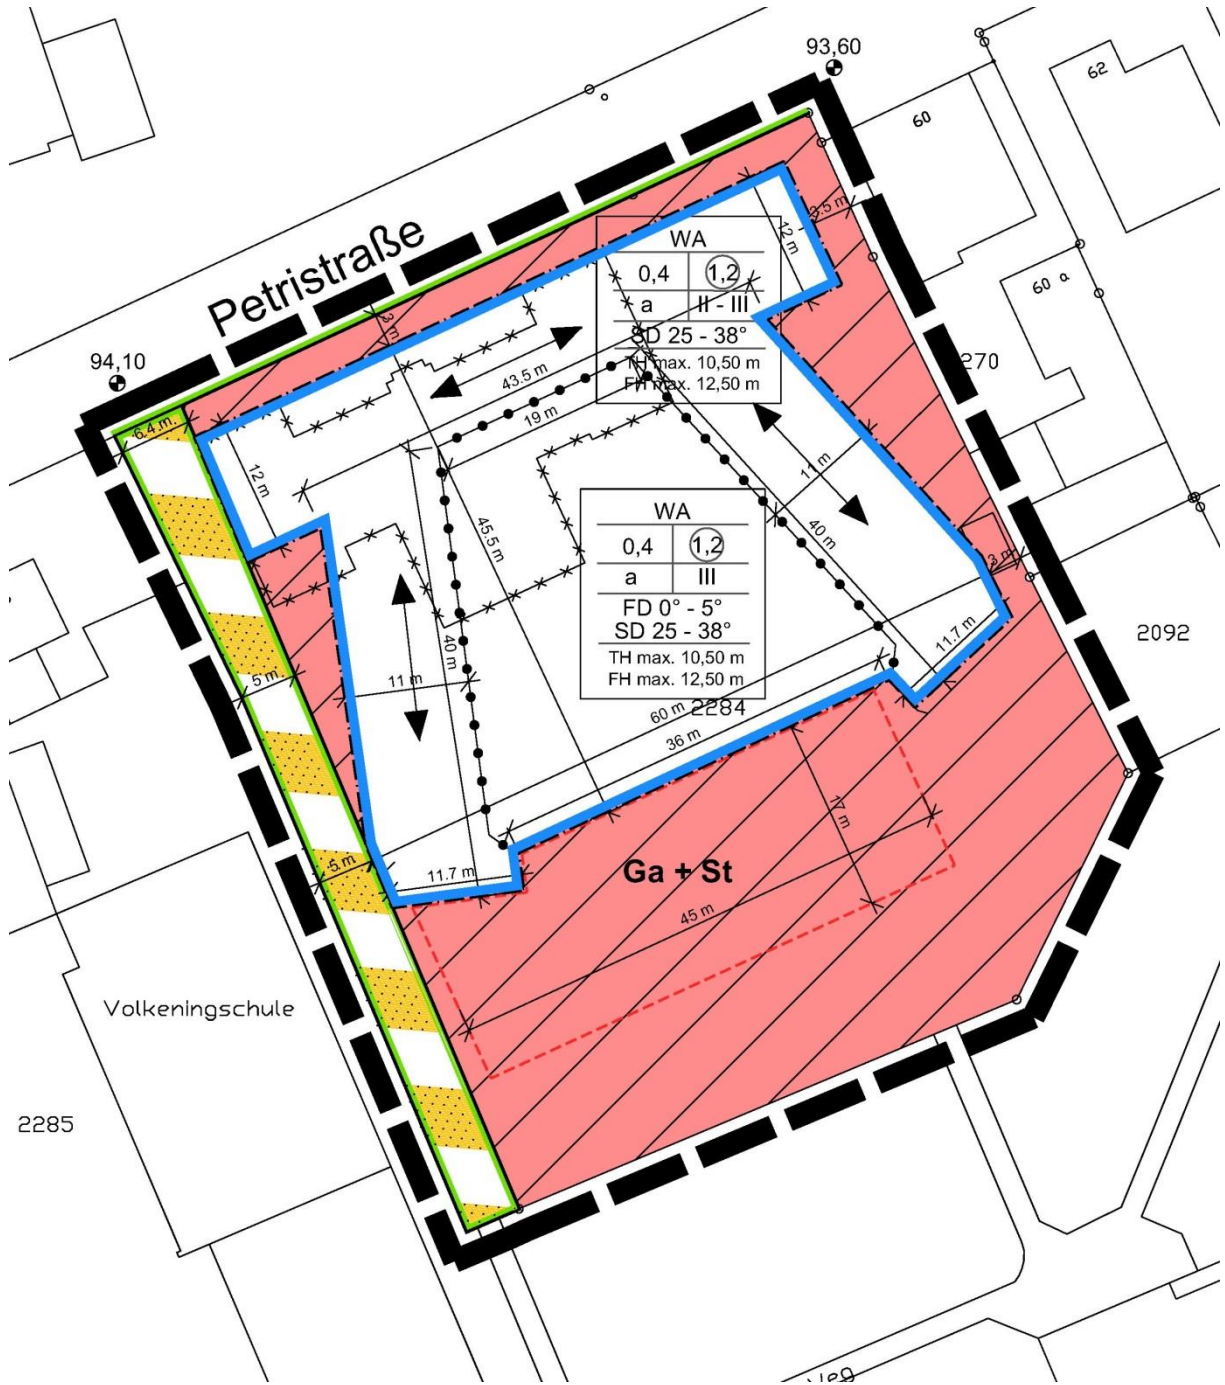 93,60
62
60
Petristraße
3.5 m
12 m
WA
0,4 1,2
a II - III
SD 25 - 38°
TH max. 10,50 m
FH max. 12,50 m
60 a
3 m
94,10
270
43.5 m
19 m
6.4 m.
12 m
11 m
45.5 m
40 m
WA
0,4 1,2
a III
FD 0° - 5°
SD 25 - 38°
TH max. 10,50 m
FH max. 12,50 m
3 m
2092
11.7 m
40 m
5 m
11 m
60 m
2284
36 m
17 m
5 m
11.7 m
Ga + St
45 m
Volkeningschule
2285